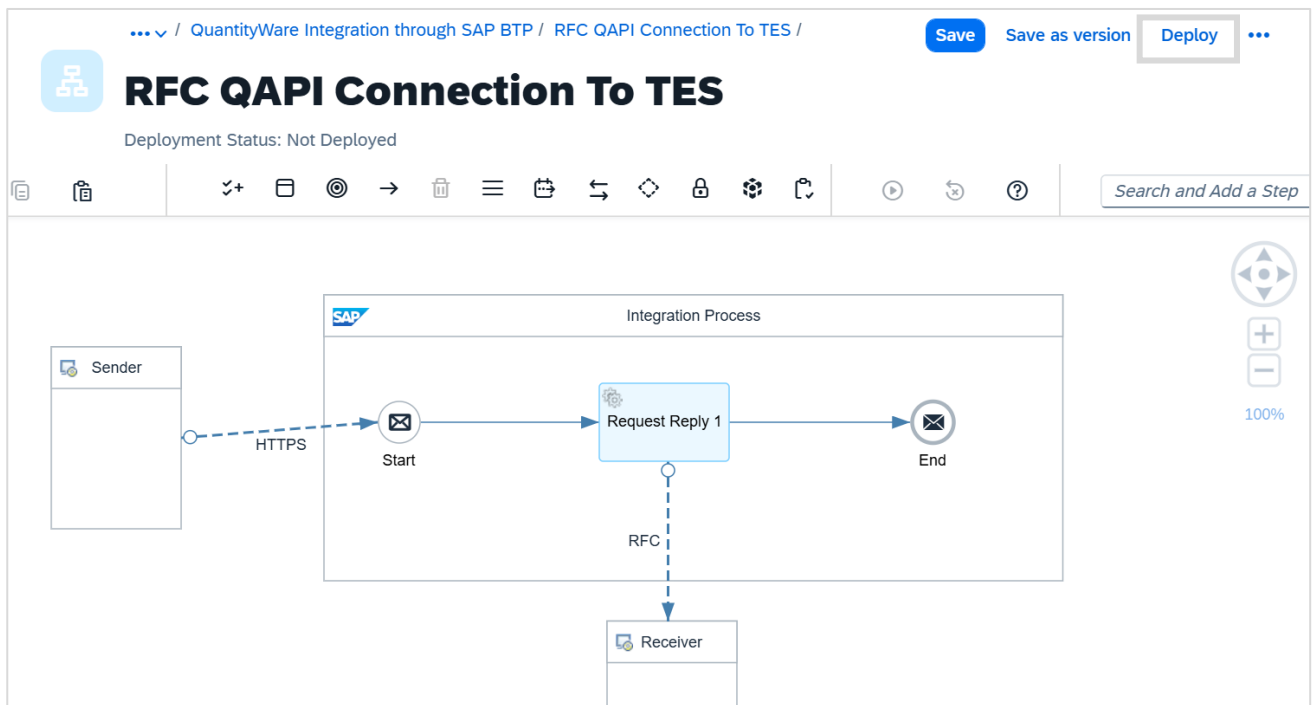 ••• / QuantityWare Integration through SAP BTP / RFC QAPI Connection To TES /
Save Save as version Deploy •••
RFC QAPI Connection To TES
Deployment Status: Not Deployed
Search and Add a Step
SAP Integration Process
Sender
Request Reply 1
HTTPS
Start
End
100%
RFC
Receiver